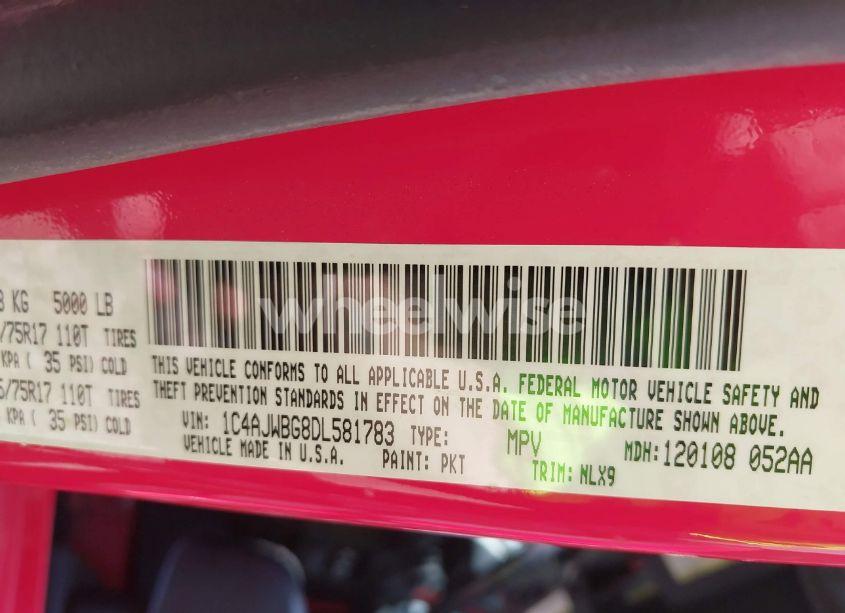 KG 5000 LB
/75R17 110T TIRES
KPA ( 35 PSI) COLD
/75R17 110T TIRES
KPA ( 35 PSI) COLD
wheelwise
THIS VEHICLE CONFORMS TO ALL APPLICABLE U.S.A. FEDERAL MOTOR VEHICLE SAFETY AND
THEFT PREVENTION STANDARDS IN EFFECT ON THE DATE OF MANUFACTURE SHOWN ABOVE.
VIN: 1C4AJWBG8DL581783 TYPE: MPV MDH:120108 052AA
VEHICLE MADE IN U.S.A. PAINT: PKT TRIM: NLX9